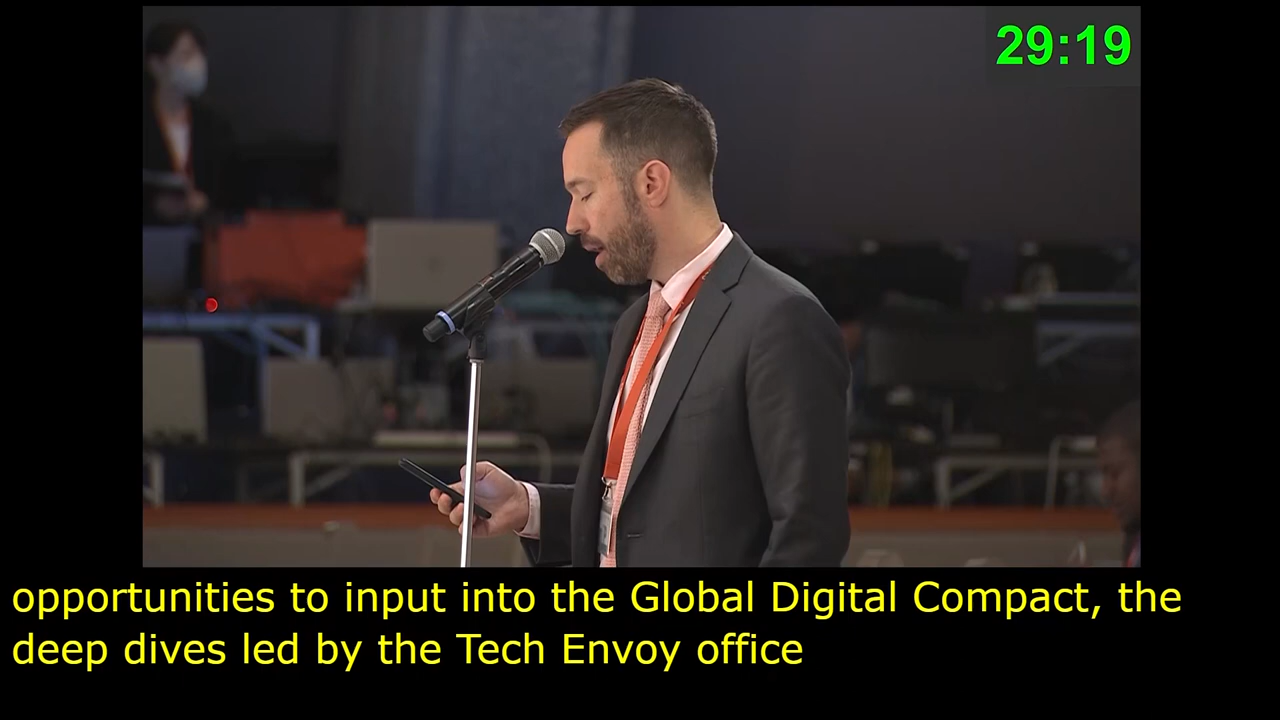 29:19
opportunities to input into the Global Digital Compact, the
deep dives led by the Tech Envoy office